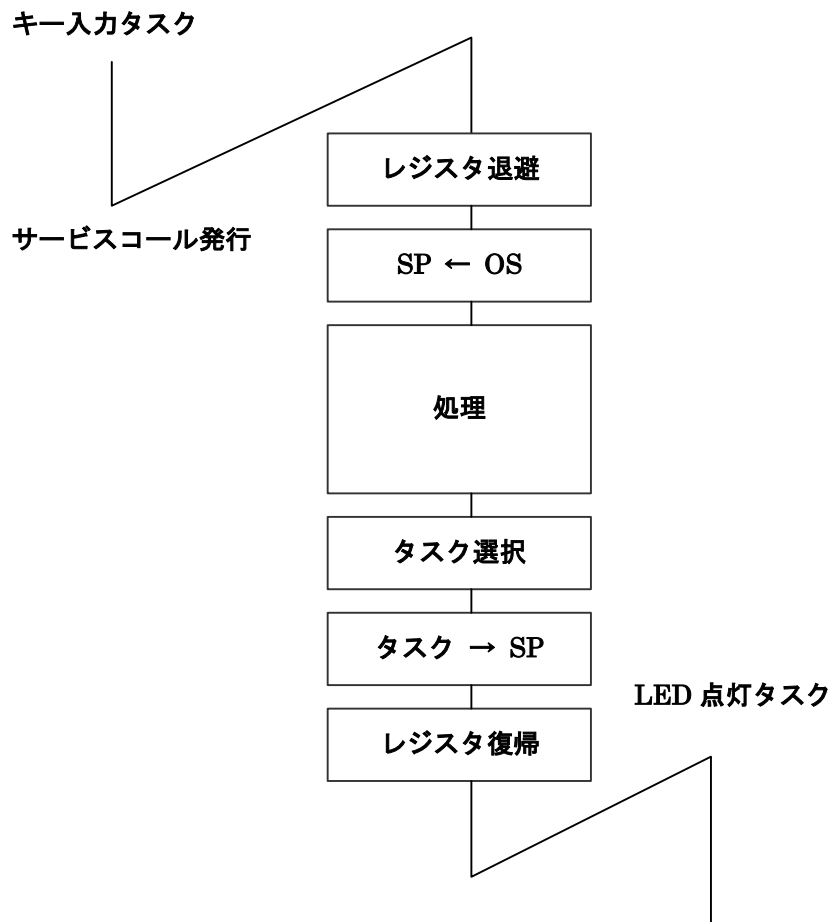 キー入力タスク
レジスタ退避
サービスコール発行
SP ← OS
処理
タスク選択
タスク → SP
LED 点灯タスク
レジスタ復帰